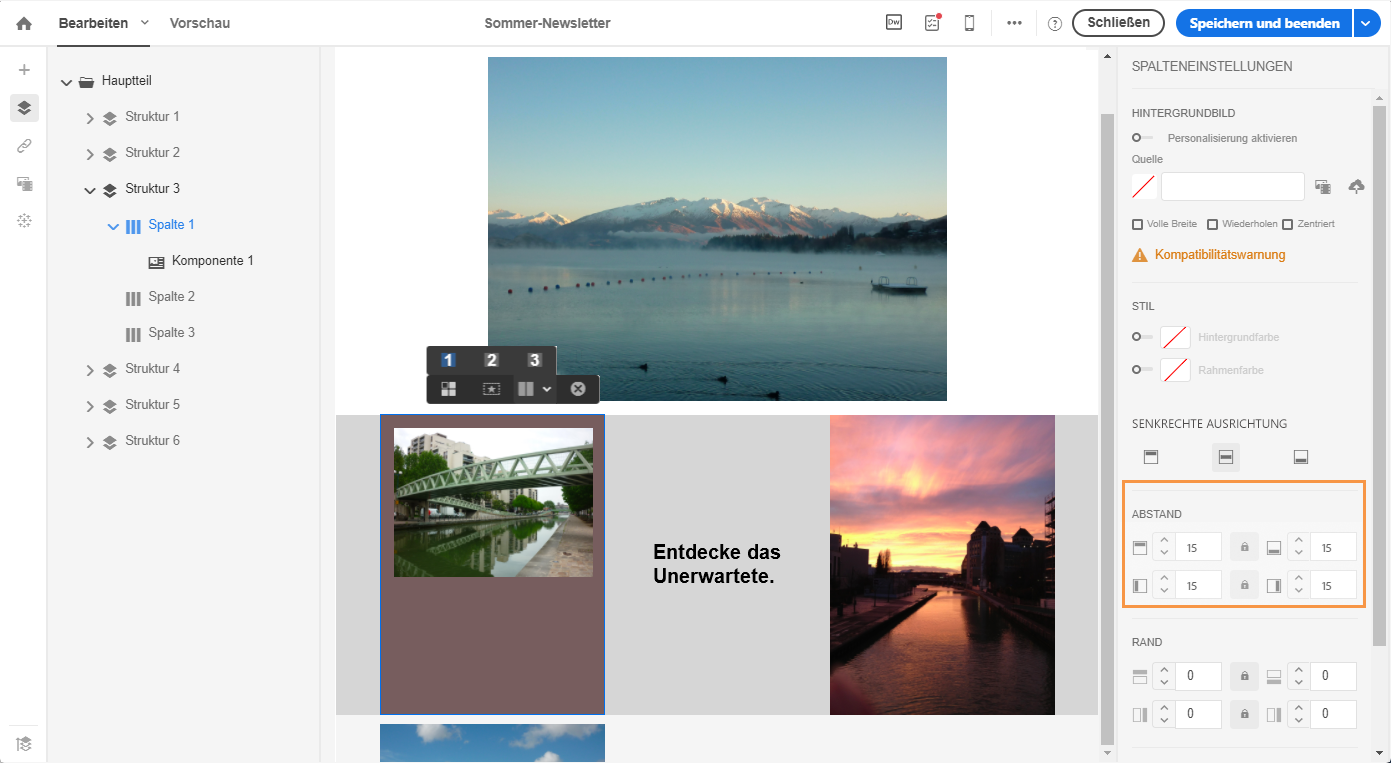 Bearbeiten
Vorschau
Sommer-Newsletter
Dw
?
Schließen
Speichern und beenden
Hauptteil
Struktur 1
Struktur 2
Struktur 3
Spalte 1
Komponente 1
Spalte 2
Spalte 3
Struktur 4
Struktur 5
Struktur 6
1 2 3
Entdecke das
Unerwartete.
SPALTENEINSTELLUNGEN
HINTERGRUNDBILD
Personalisierung aktivieren
Quelle
Volle Breite Wiederholen Zentriert
Kompatibilitätswarnung
STIL
Hintergrundfarbe
Rahmenfarbe
SENKRECHTE AUSRICHTUNG
ABSTAND
15 15
15 15
RAND
0 0
0 0